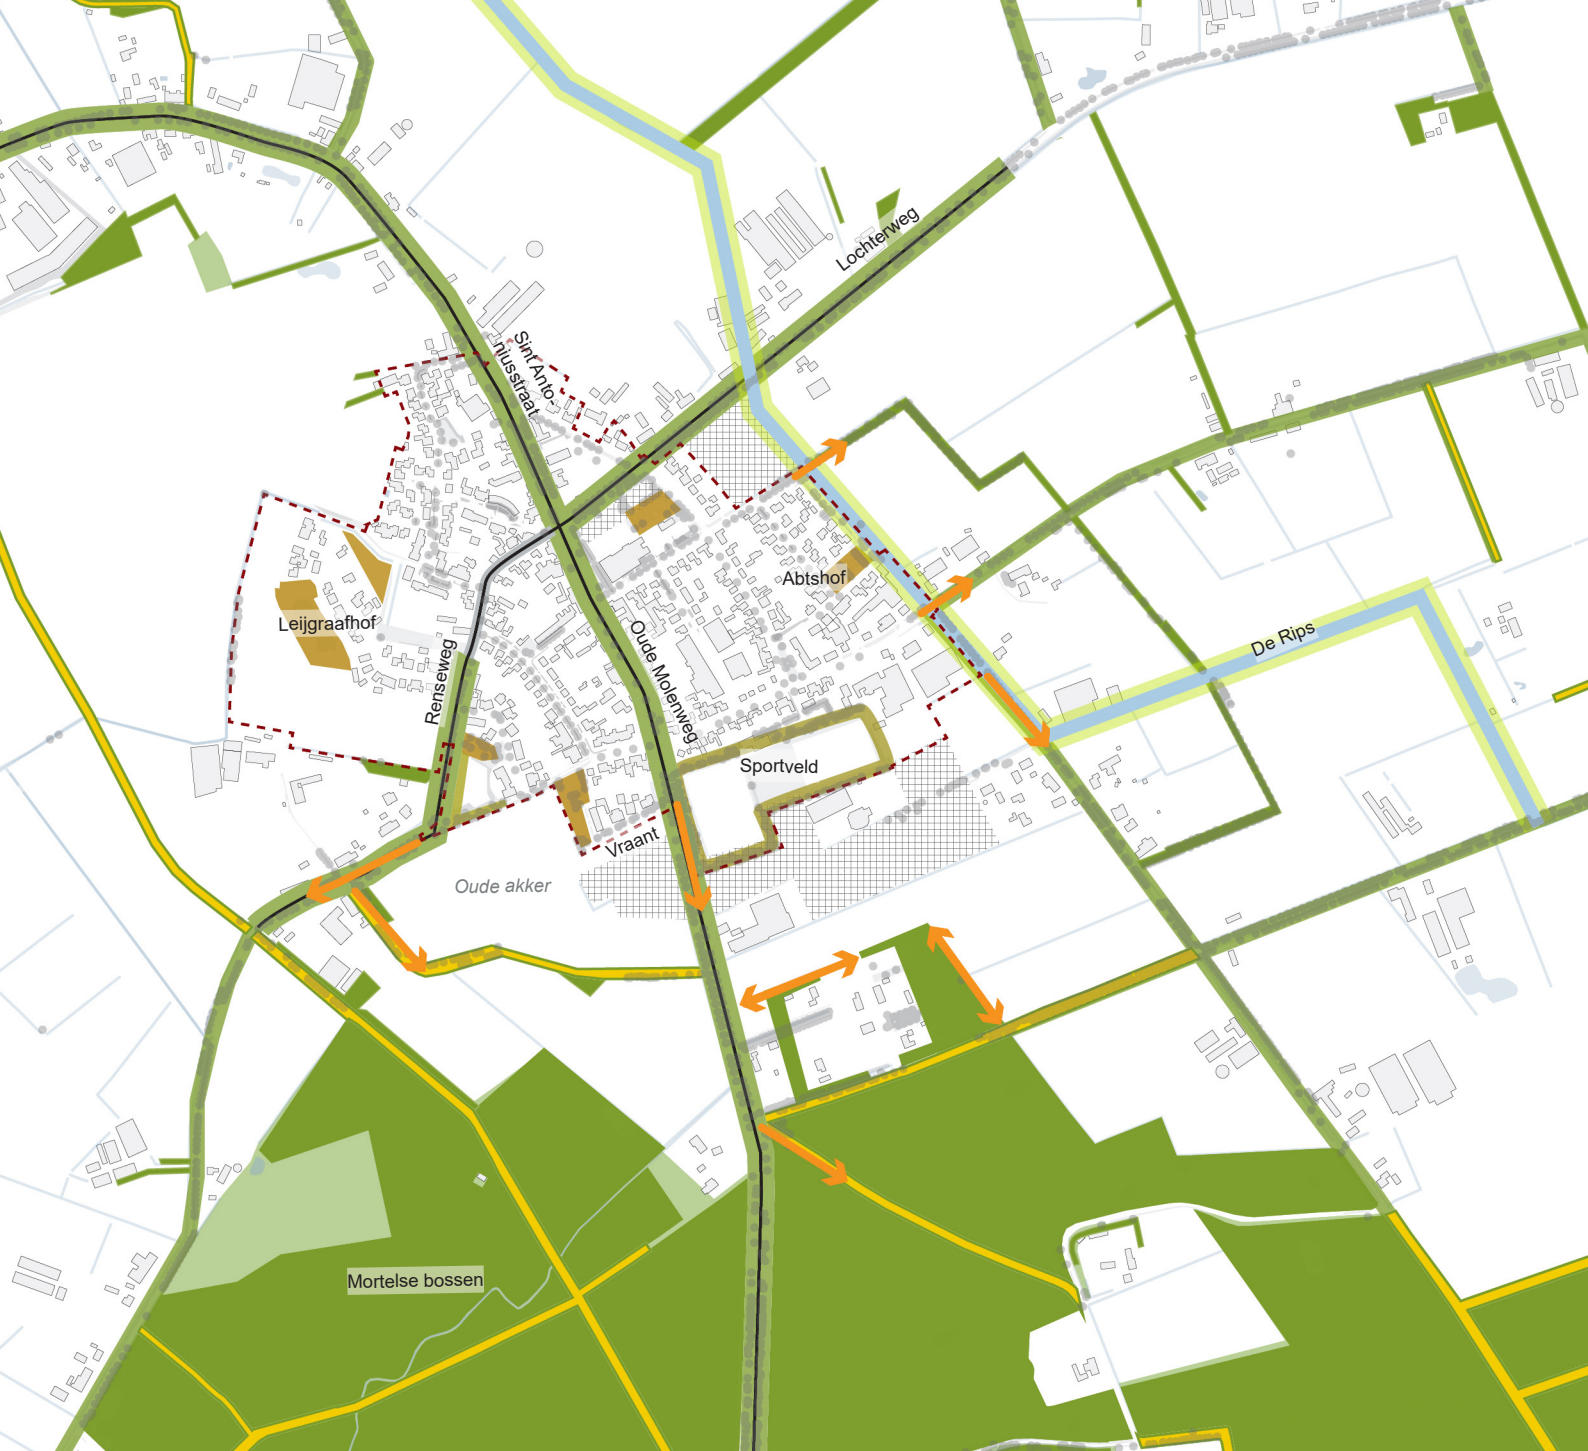 Lochterweg
Sint Anto-
niusstraat
Abtshof
Leijgraafhof
De Rips
Oude Molenweg
Renseweg
Sportveld
Vraant
Oude akker
Mortelse bossen